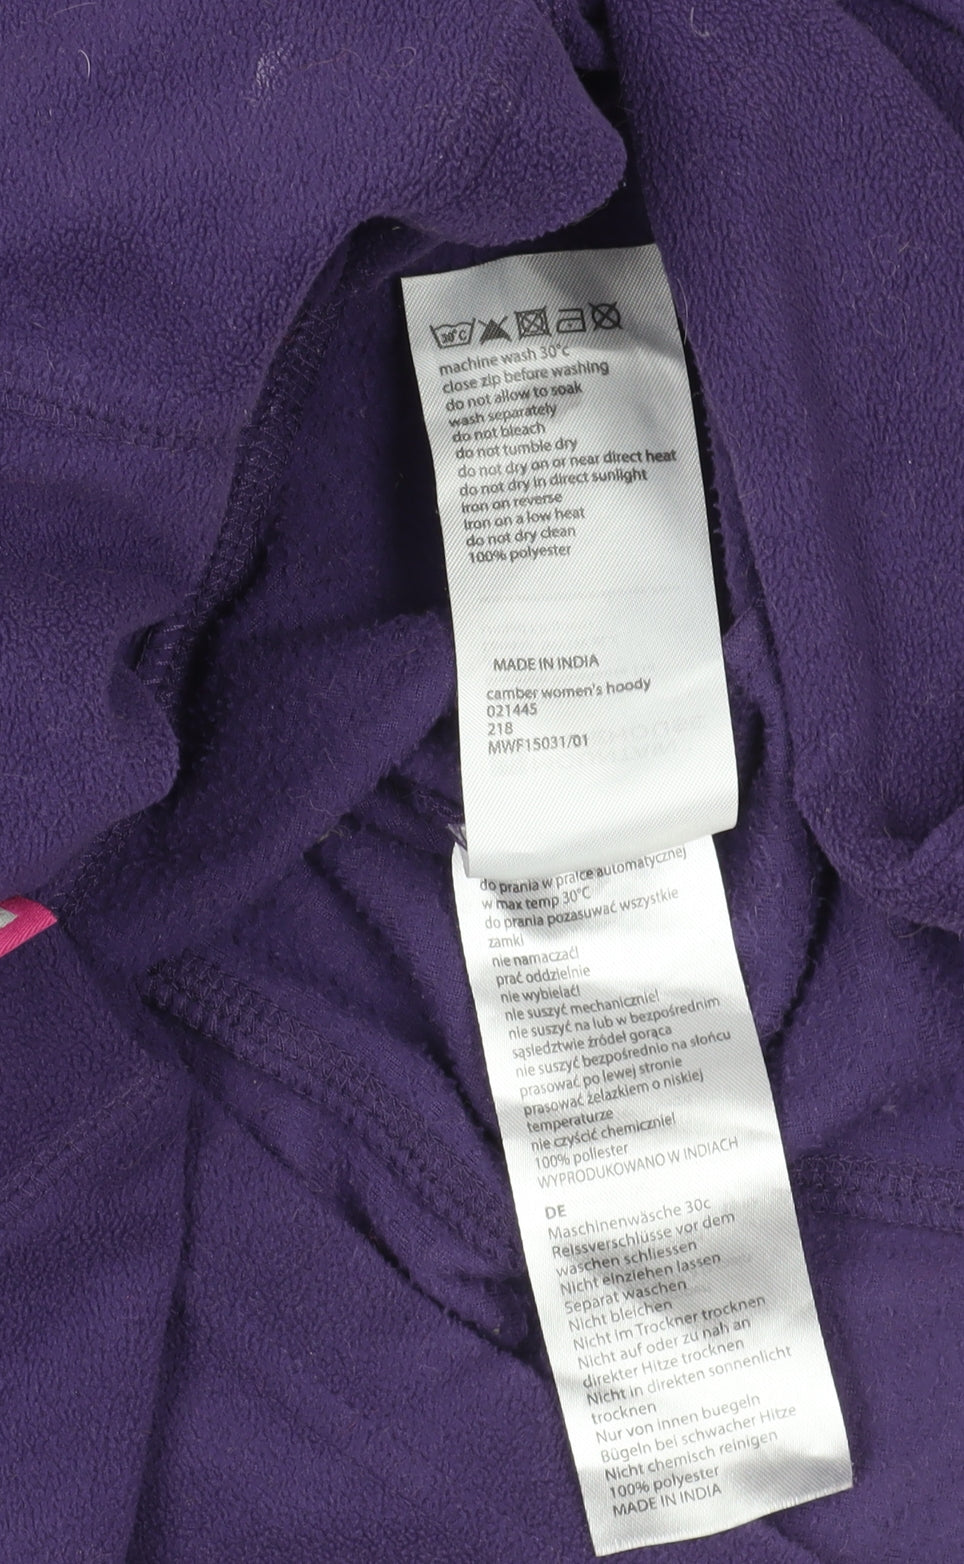 30°C
machine wash 30°c
close zip before washing
do not allow to soak
wash separately
do not bleach
do not tumble dry
do not dry on or near direct heat
do not dry in direct sunlight
iron on reverse
iron on a low heat
do not dry clean
100% polyester
MADE IN INDIA
camber women's hoody
021445
218
MWF15031/01
do prania w pralce automatycznej
w max temp 30°C
do prania pozasuwać wszystkie
zamki
nie namaczać!
prać oddzielnie
nie wybielać!
nie suszyć mechanicznie!
nie suszyć na lub w bezpośrednim
sąsiedztwie źródeł gorąca
nie suszyć bezpośrednio na słońcu
prasować po lewej stronie
prasować żelazkiem o niskiej
temperaturze
nie czyścić chemicznie!
100% poliester
WYPRODUKOWANO W INDIACH
DE
Maschinenwäsche 30c
Reissverschlüsse vor dem
waschen schliessen
Nicht einziehen lassen
Separat waschen
Nicht bleichen
Nicht im Trockner trocknen
Nicht auf oder zu nah an
direkter Hitze trocknen
Nicht in direkten sonnenlicht
trocknen
Nur von innen buegeln
Bügeln bei schwacher Hitze
Nicht chemisch reinigen
100% polyester
MADE IN INDIA